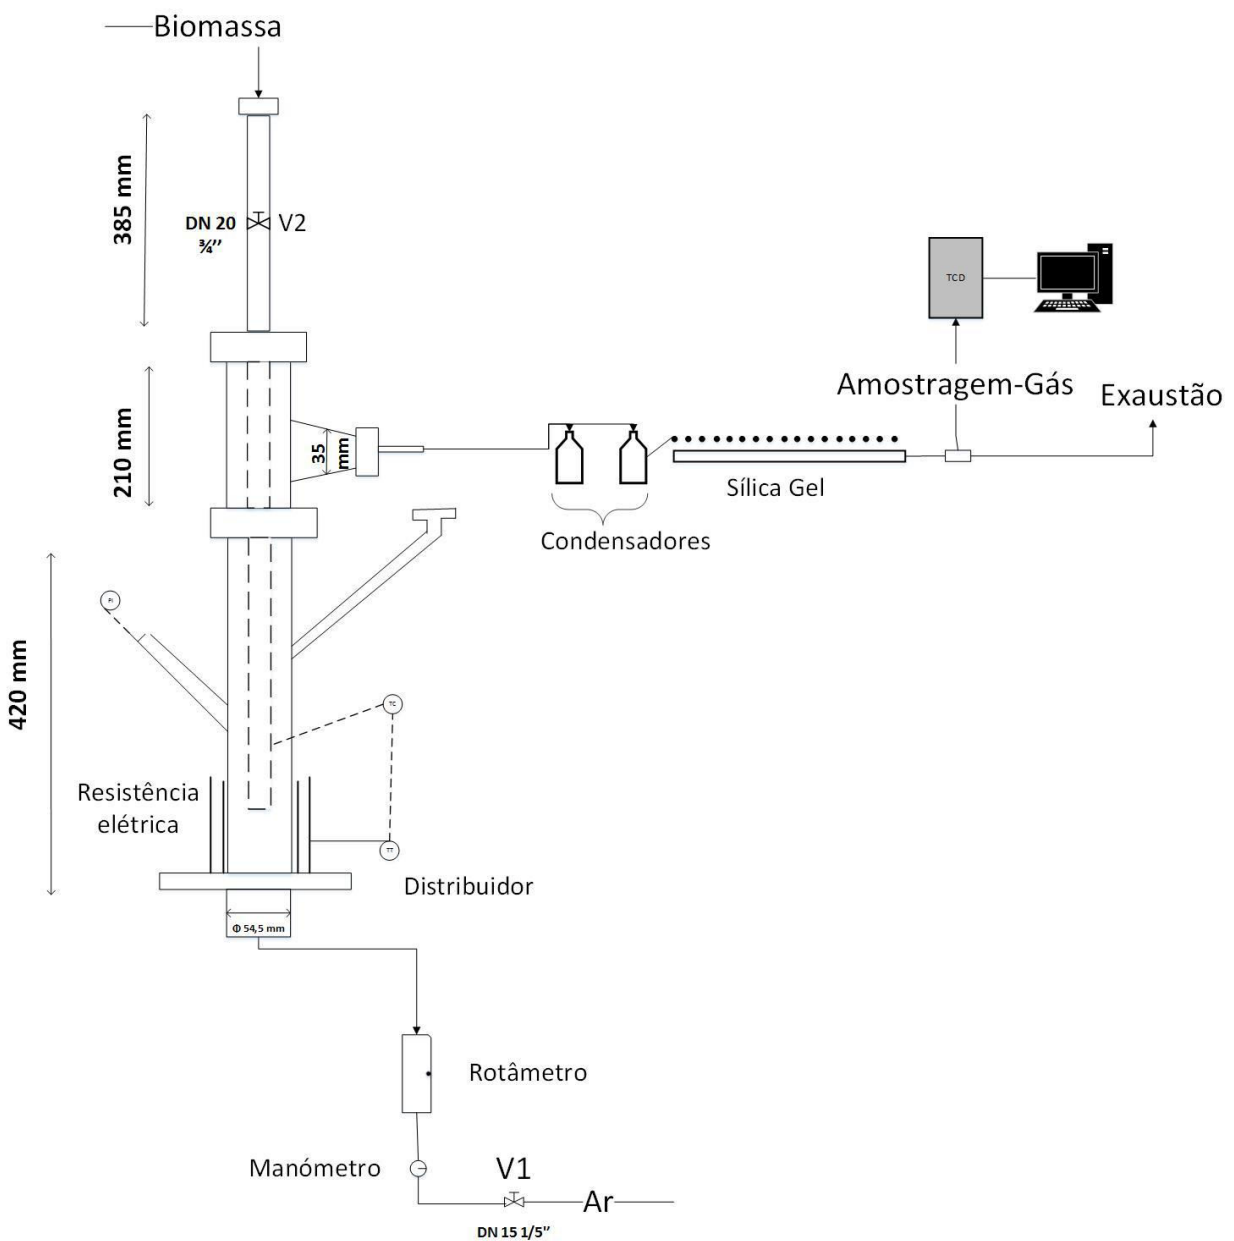 Biomassa
385 mm
DN 20
¾’’
V2
TCD
Amostragem-Gás
Exaustão
210 mm
35
mm
Sílica Gel
Condensadores
420 mm
TC
Resistência
elétrica
TT
Distribuidor
Φ 54,5 mm
Rotâmetro
Manómetro
V1
Ar
DN 15 1/5’’